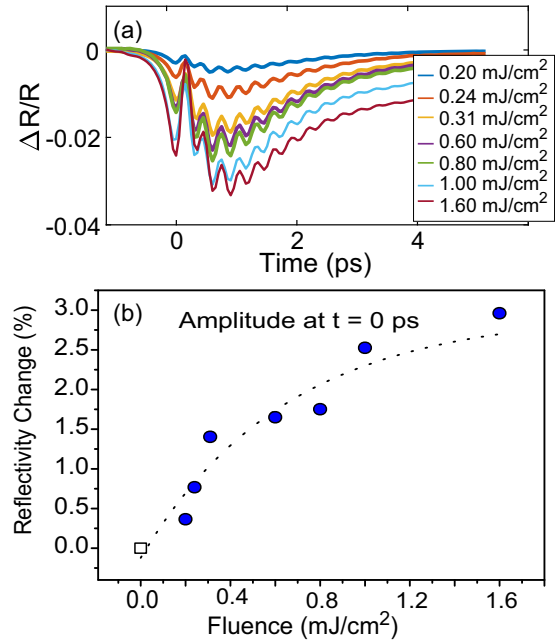 (a)
0
-0.02
-0.04
ΔR/R
0.20 mJ/cm²
0.24 mJ/cm²
0.31 mJ/cm²
0.60 mJ/cm²
0.80 mJ/cm²
1.00 mJ/cm²
1.60 mJ/cm²
0 2 4
Time (ps)
(b)
Amplitude at t = 0 ps
3.0
2.5
2.0
1.5
1.0
0.5
0.0
Reflectivity Change (%)
0.0 0.4 0.8 1.2 1.6
Fluence (mJ/cm²)